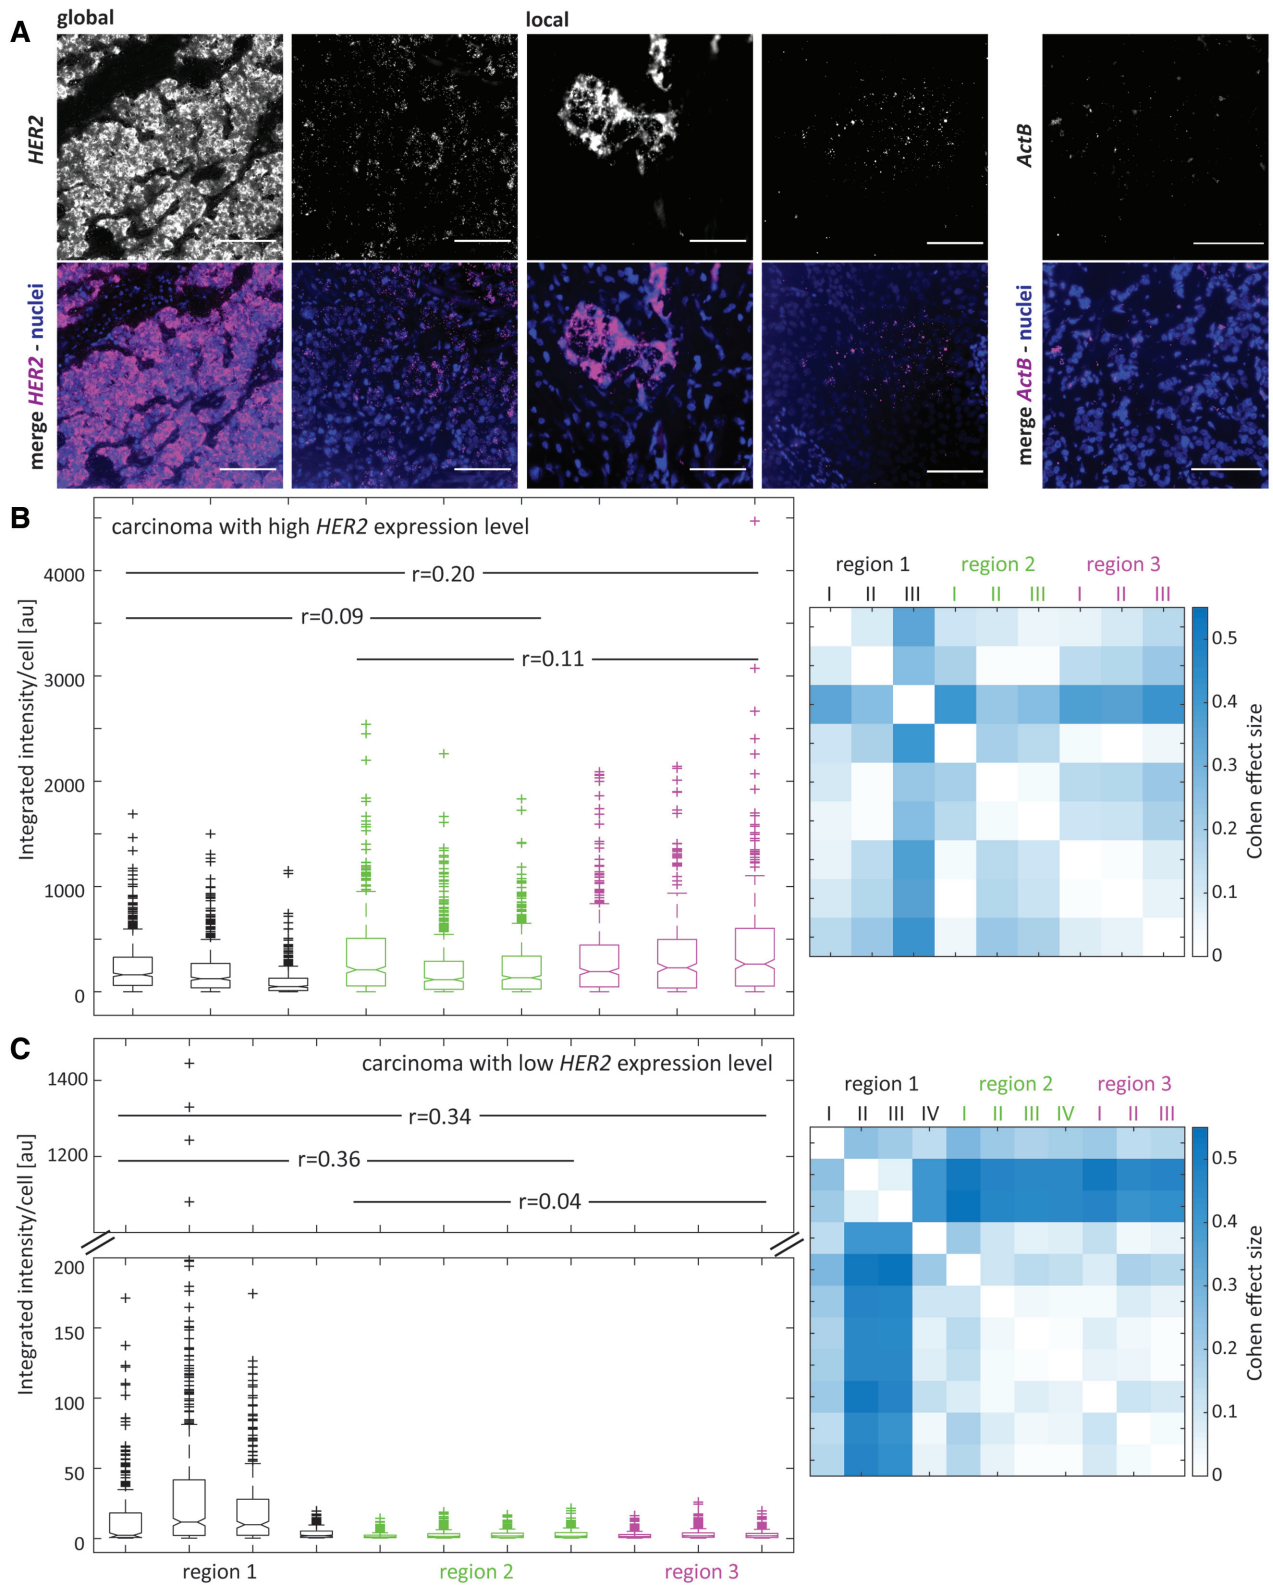 A
global
local
HER2
ActB
merge HER2 - nuclei
merge ActB - nuclei
B
carcinoma with high HER2 expression level
r=0.20
r=0.09
r=0.11
Integrated intensity/cell [au]
4000
3000
2000
1000
0
region 1 region 2 region 3
I II III I II III I II III
0.5
0.4
0.3
0.2
0.1
0
Cohen effect size
C
carcinoma with low HER2 expression level
r=0.34
r=0.36
r=0.04
Integrated intensity/cell [au]
1400
1200
200
150
100
50
0
region 1 region 2 region 3
region 1 region 2 region 3
I II III IV I II III IV I II III
0.5
0.4
0.3
0.2
0.1
0
Cohen effect size